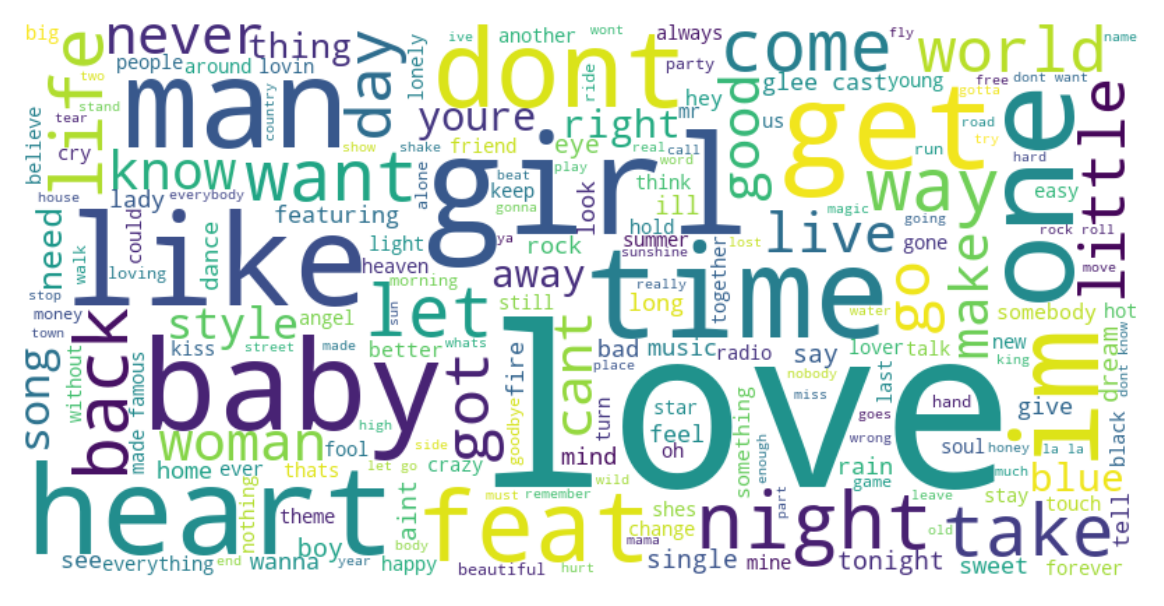 big
life
never
thing
day
lonely
ive
another
wont
always
come
fly
world
name
people
around
lovin
dont
ride
party
good
glee cast
young
two
free
dont want
gotta
stand
man
country
youre
hey
mr
us
get
one
little
tear
believe
cry
show
shake
friend
eye
right
real
call
road
try
run
hard
know
want
alone
beat
girl
play
word
think
way
easy
house
lady
everybody
keep
look
ill
gonna
magic
going
need
could
featuring
hold
live
gone
rock roll
walk
like
dance
light
ya
rock
summer
sunshine
lost
together
loving
heaven
away
time
really
go
make
move
stop
morning
still
long
water
money
style
angel
let
sun
somebody
hot
town
back
street
made
better
whats
fire
cant
bad
music
radio
say
lover
talk
new
king
dream
dont know
song
without
famous
kiss
baby
got
place
nobody
last
im
miss
hand
give
black
made
woman
high
goodbye
turn
love
star
feel
goes
oh
wrong
soul
honey
la la
fool
side
mind
something
enough
home
ever
thats
let go
crazy
wild
rain
game
much
blue
heart
nothing
theme
aint
feat
must
remember
shes
change
night
part
leave
stay
touch
old
take
tell
boy
body
mama
see
everything
end
wanna
year
happy
beautiful
hurt
single
mine
tonight
sweet
forever